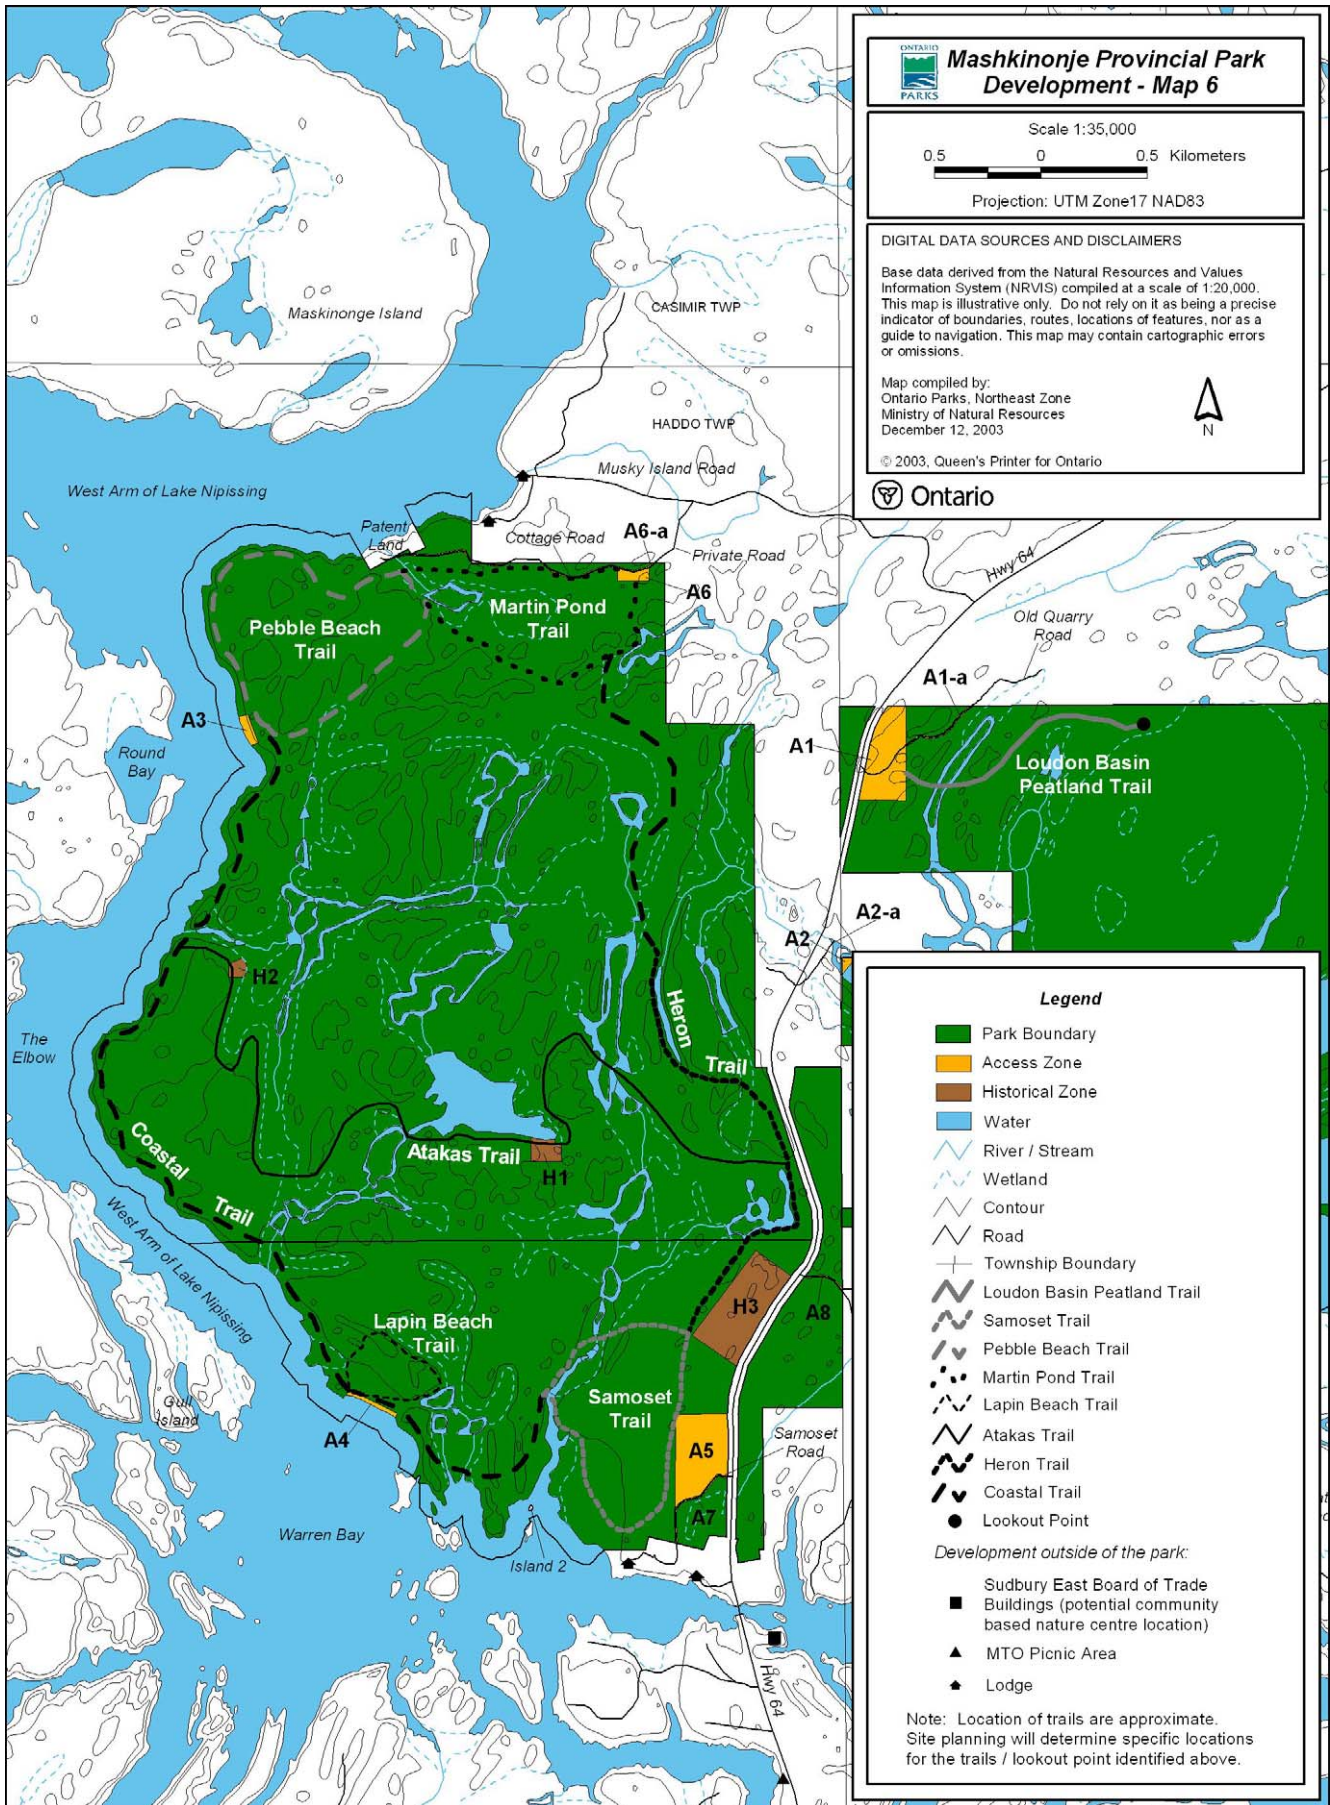 ONTARIO
PARKS
Mashkinonje Provincial Park
Development - Map 6
Scale 1:35,000
0.5 0 0.5 Kilometers
Projection: UTM Zone17 NAD83
DIGITAL DATA SOURCES AND DISCLAIMERS
Base data derived from the Natural Resources and Values
Information System (NRVIS) compiled at a scale of 1:20,000.
This map is illustrative only. Do not rely on it as being a precise
indicator of boundaries, routes, locations of features, nor as a
guide to navigation. This map may contain cartographic errors
or omissions.
Map compiled by:
Ontario Parks, Northeast Zone
Ministry of Natural Resources
December 12, 2003
N
© 2003, Queen's Printer for Ontario
Ontario
Maskinonge Island
CASIMIR TWP
HADDO TWP
Musky Island Road
West Arm of Lake Nipissing
Patent
Land
Cottage Road
A6-a
Private Road
Hwy 64
A6
Martin Pond
Trail
Pebble Beach
Trail
Old Quarry
Road
A1-a
A3
A1
Round
Bay
Loudon Basin
Peatland Trail
A2-a
A2
H2
Heron
Trail
The
Elbow
Coastal
Trail
Atakas Trail
H1
West Arm of Lake Nipissing
H3
A8
Lapin Beach
Trail
Samoset
Trail
Gull
Island
A4
A5
Samoset
Road
A7
Warren Bay
Island 2
Hwy 64
Legend
Park Boundary
Access Zone
Historical Zone
Water
River / Stream
Wetland
Contour
Road
Township Boundary
Loudon Basin Peatland Trail
Samoset Trail
Pebble Beach Trail
Martin Pond Trail
Lapin Beach Trail
Atakas Trail
Heron Trail
Coastal Trail
Lookout Point
Development outside of the park:
Sudbury East Board of Trade
Buildings (potential community
based nature centre location)
MTO Picnic Area
Lodge
Note: Location of trails are approximate.
Site planning will determine specific locations
for the trails / lookout point identified above.